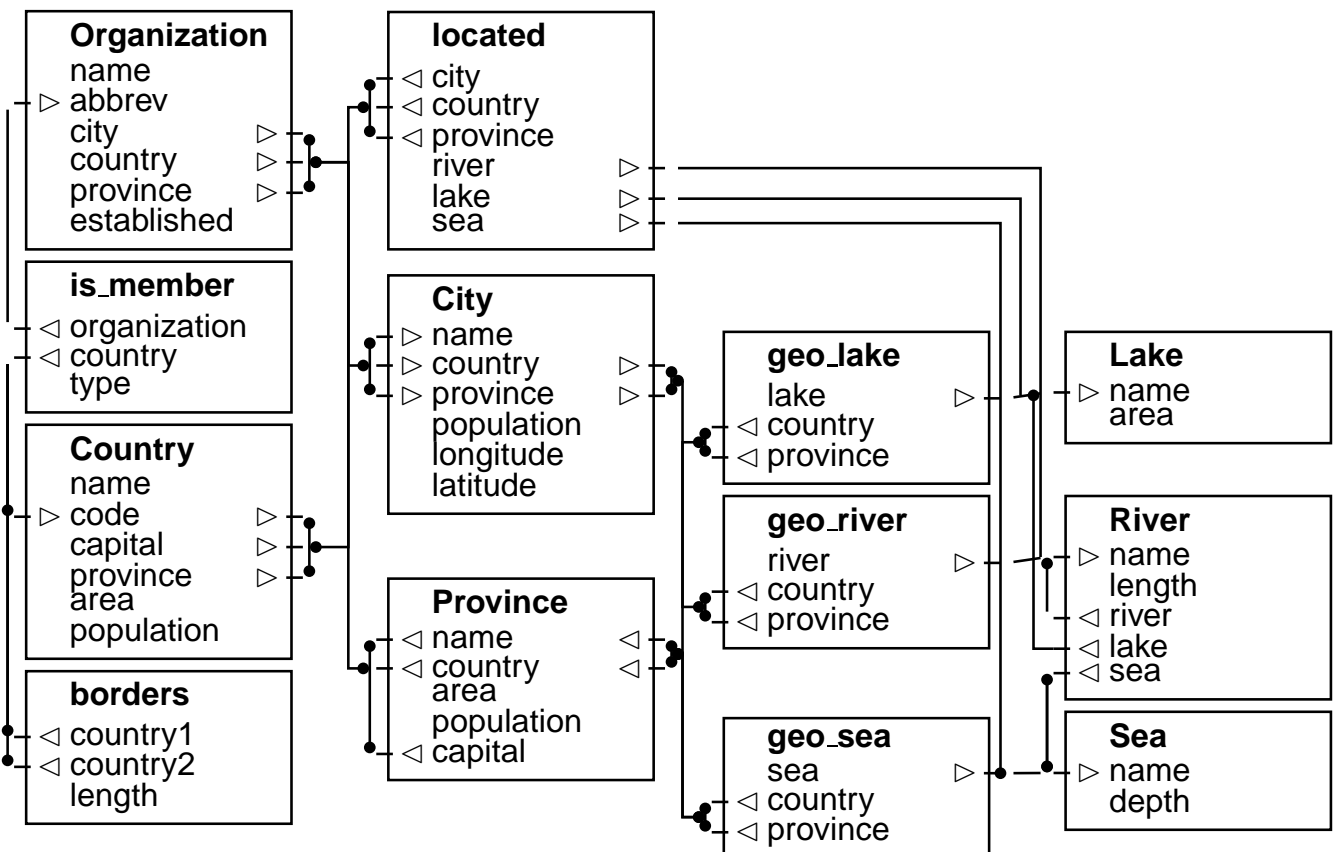 Organization
name
abbrev
city
country
province
established
is_member
organization
country
type
Country
name
code
capital
province
area
population
borders
country1
country2
length
located
city
country
province
river
lake
sea
City
name
country
province
population
longitude
latitude
Province
name
country
area
population
capital
geo_lake
lake
country
province
geo_river
river
country
province
geo_sea
sea
country
province
Lake
name
area
River
name
length
river
lake
sea
Sea
name
depth